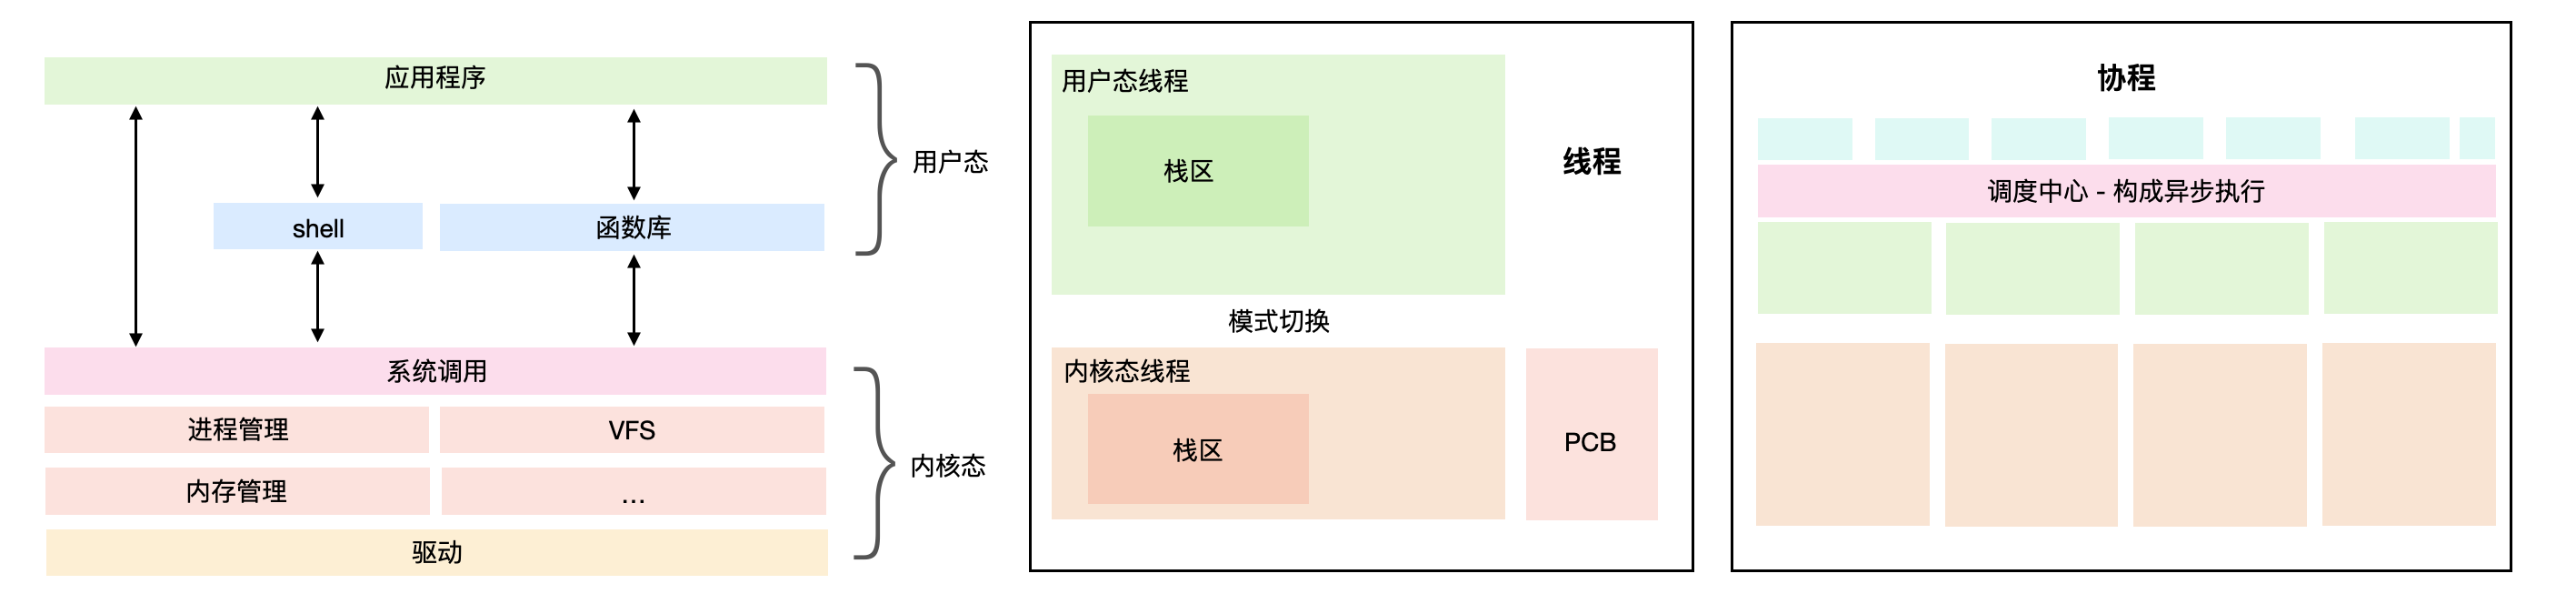 应用程序
shell
函数库
用户态
系统调用
进程管理
VFS
内存管理
...
驱动
内核态
用户态线程
栈区
线程
模式切换
内核态线程
栈区
PCB
协程
调度中心 - 构成异步执行